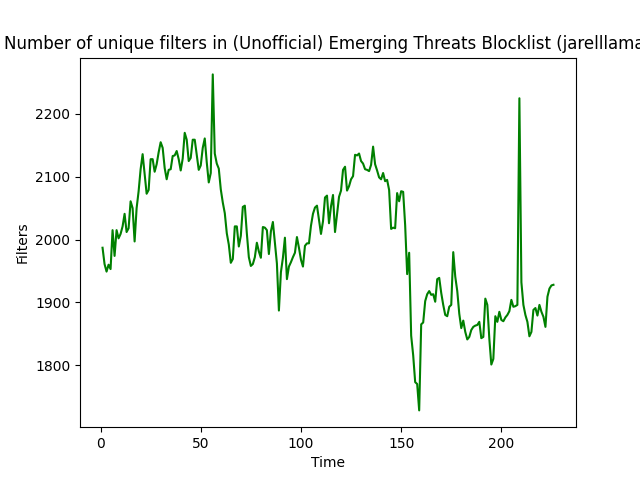 Number of unique filters in (Unofficial) Emerging Threats Blocklist (jarelllama
Filters
2200
2100
2000
1900
1800
0 50 100 150 200
Time